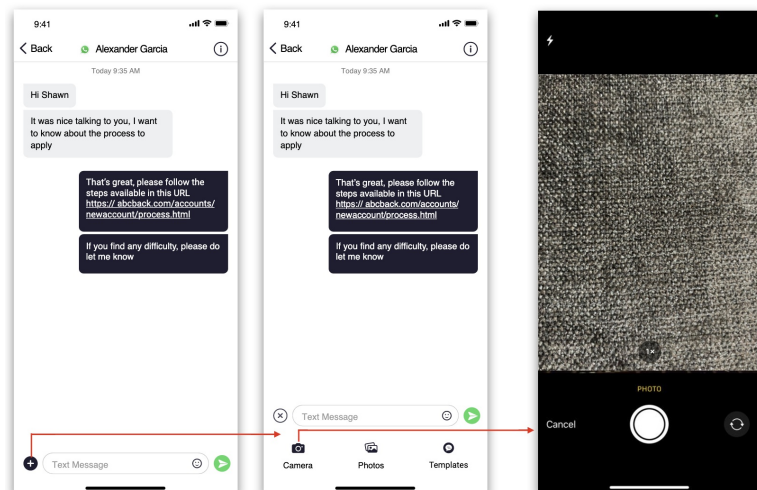 9:41
Back
Alexander Garcia
Today 9:35 AM
Hi Shawn
It was nice talking to you, I want
to know about the process to
apply
That's great, please follow the
steps available in this URL
https:// abcback.com/accounts/
newaccount/process.html
If you find any difficulty, please do
let me know
Text Message
9:41
Back
Alexander Garcia
Today 9:35 AM
Hi Shawn
It was nice talking to you, I want
to know about the process to
apply
That's great, please follow the
steps available in this URL
https:// abcback.com/accounts/
newaccount/process.html
If you find any difficulty, please do
let me know
Text Message
Camera
Photos
Templates
1×
PHOTO
Cancel